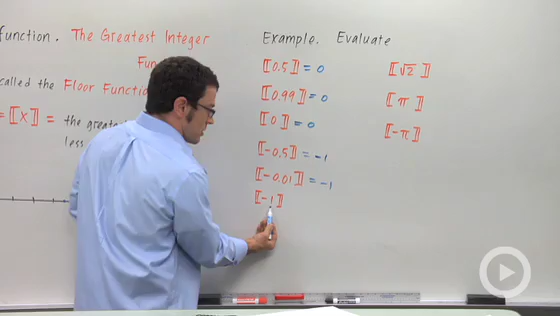 function. The Greatest Integer
Fun
called the Floor Function
= ⟦x⟧ = the greate
less
Example. Evaluate
⟦0.5⟧ = 0
⟦0.99⟧ = 0
⟦0⟧ = 0
⟦-0.5⟧ = -1
⟦-0.01⟧ = -1
⟦-1⟧
⟦√2⟧
⟦π⟧
⟦-π⟧